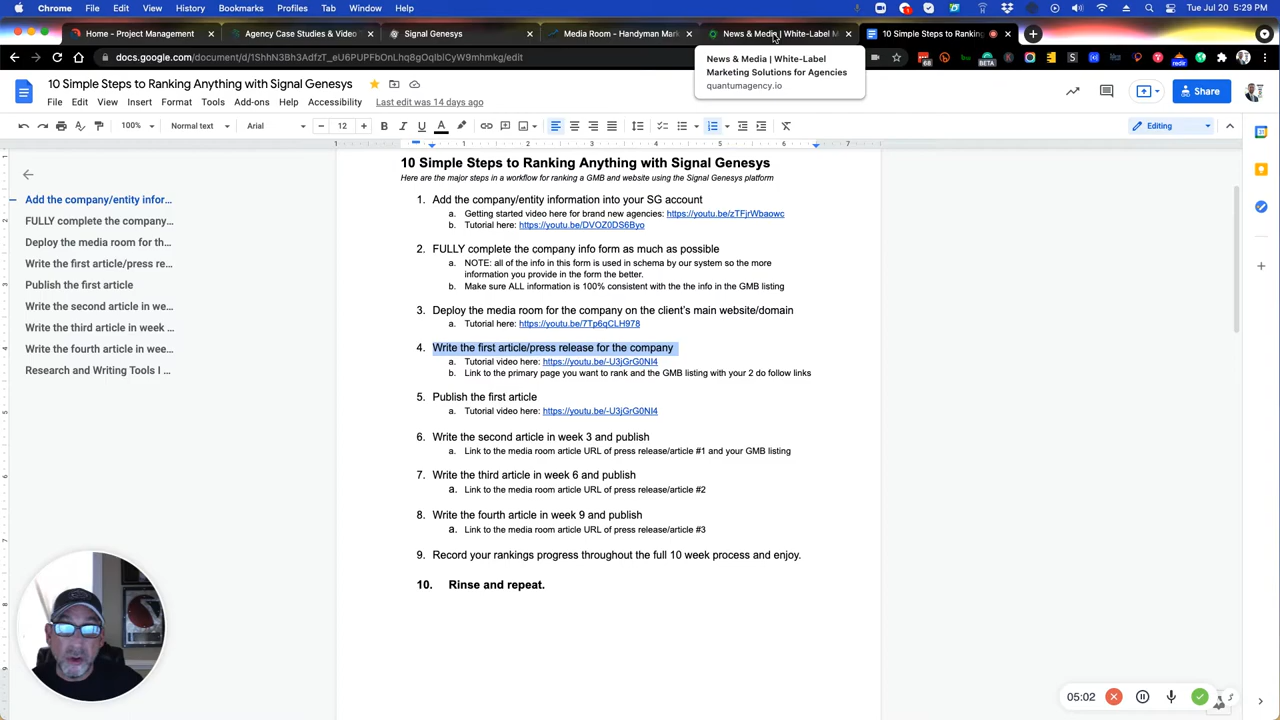 Chrome File Edit View History Bookmarks Profiles Tab Window Help
Home - Project Management
Agency Case Studies & Tutorial
Signal Genesys
Media Room - Handyman Mark
News & Media | White-Label M
10 Simple Steps to Ranking An
docs.google.com/document/d/1ShhN3Bh3AdfzT_eU6PxibcDrrOnLhq8gOqIblCyW9mhmkg/edit
News & Media | White-Label
Marketing Solutions for Agencies
quantumagency.io
10 Simple Steps to Ranking Anything with Signal Genesys
File Edit View Insert Format Tools Add-ons Help Accessibility
Last edit was 14 days ago
Share
100% Normal text Arial 12 Editing
10 Simple Steps to Ranking Anything with Signal Genesys
Here are the major steps in a workflow for ranking a GMB and website using the Signal Genesys platform
Add the company/entity infor...
FULLY complete the company...
Deploy the media room for th...
Write the first article/press re...
Publish the first article
Write the second article in we...
Write the third article in week ...
Write the fourth article in wee...
Research and Writing Tools I ...
1. Add the company/entity information into your SG account
a. Getting started video here for brand new agencies: https://youtu.be/zTFjrWbaowc
b. Tutorial here: https://youtu.be/DVOZ0DS6Byo
2. FULLY complete the company info form as much as possible
a. NOTE: all of the info in this form is used in schema by our system so the more
information you provide in the form the better.
b. Make sure ALL information is 100% consistent with the the info in the GMB listing
3. Deploy the media room for the company on the client's main website/domain
a. Tutorial here: https://youtu.be/7Tp6qCLH978
4. Write the first article/press release for the company
a. Tutorial video here: https://youtu.be/-U3jGrG0NI4
b. Link to the primary page you want to rank and the GMB listing with your 2 do follow links
5. Publish the first article
a. Tutorial video here: https://youtu.be/-U3jGrG0NI4
6. Write the second article in week 3 and publish
a. Link to the media room article URL of press release/article #1 and your GMB listing
7. Write the third article in week 6 and publish
a. Link to the media room article URL of press release/article #2
8. Write the fourth article in week 9 and publish
a. Link to the media room article URL of press release/article #3
9. Record your rankings progress throughout the full 10 week process and enjoy.
10. Rinse and repeat.
05:02